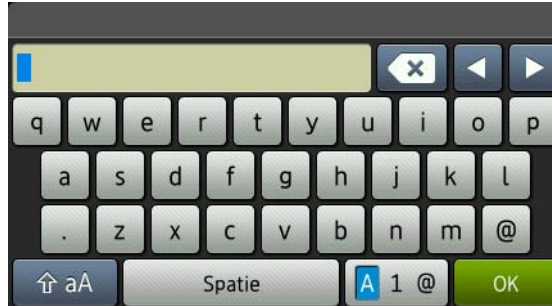 q w e r t y u i o p
a s d f g h j k l
. z x c v b n m @
aA Spatie A 1 @ OK